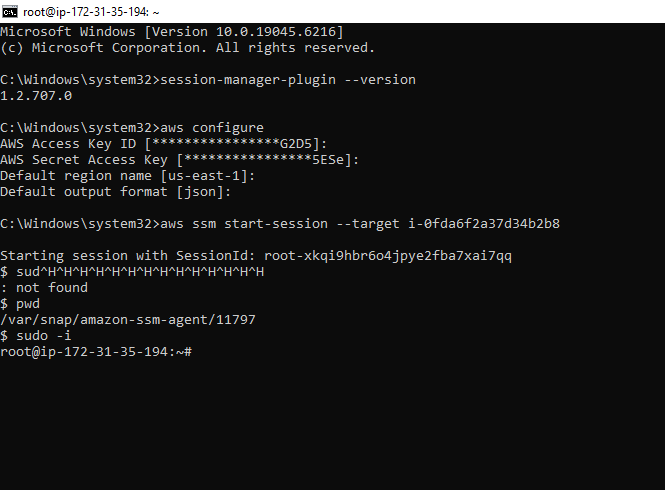 root@ip-172-31-35-194: ~
Microsoft Windows [Version 10.0.19045.6216]
(c) Microsoft Corporation. All rights reserved.
C:\Windows\system32>session-manager-plugin --version
1.2.707.0
C:\Windows\system32>aws configure
AWS Access Key ID [****************G2D5]:
AWS Secret Access Key [****************5ESe]:
Default region name [us-east-1]:
Default output format [json]:
C:\Windows\system32>aws ssm start-session --target i-0fda6f2a37d34b2b8
Starting session with SessionId: root-xkqi9hbr6o4jpye2fba7xai7qq
$ sud^H^H^H^H^H^H^H^H^H^H^H^H^H^H
: not found
$ pwd
/var/snap/amazon-ssm-agent/11797
$ sudo -i
root@ip-172-31-35-194:~#